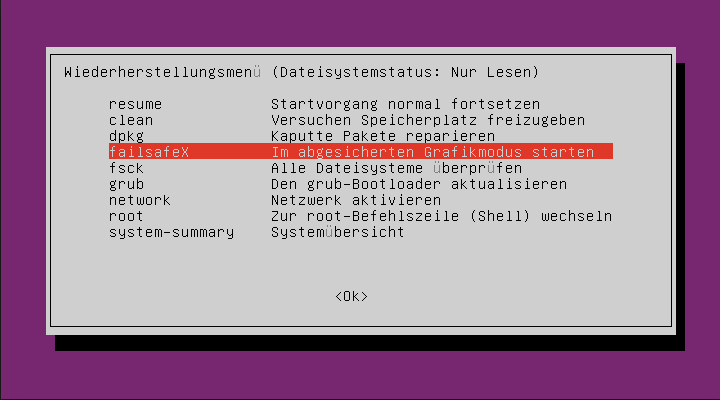 Wiederherstellungsmenü (Dateisystemstatus: Nur Lesen)
resume Startvorgang normal fortsetzen
clean Versuchen Speicherplatz freizugeben
dpkg Kaputte Pakete reparieren
failsafeX Im abgesicherten Grafikmodus starten
fsck Alle Dateisysteme überprüfen
grub Den grub-Bootloader aktualisieren
network Netzwerk aktivieren
root Zur root-Befehlszeile (Shell) wechseln
system-summary Systemübersicht
<Ok>